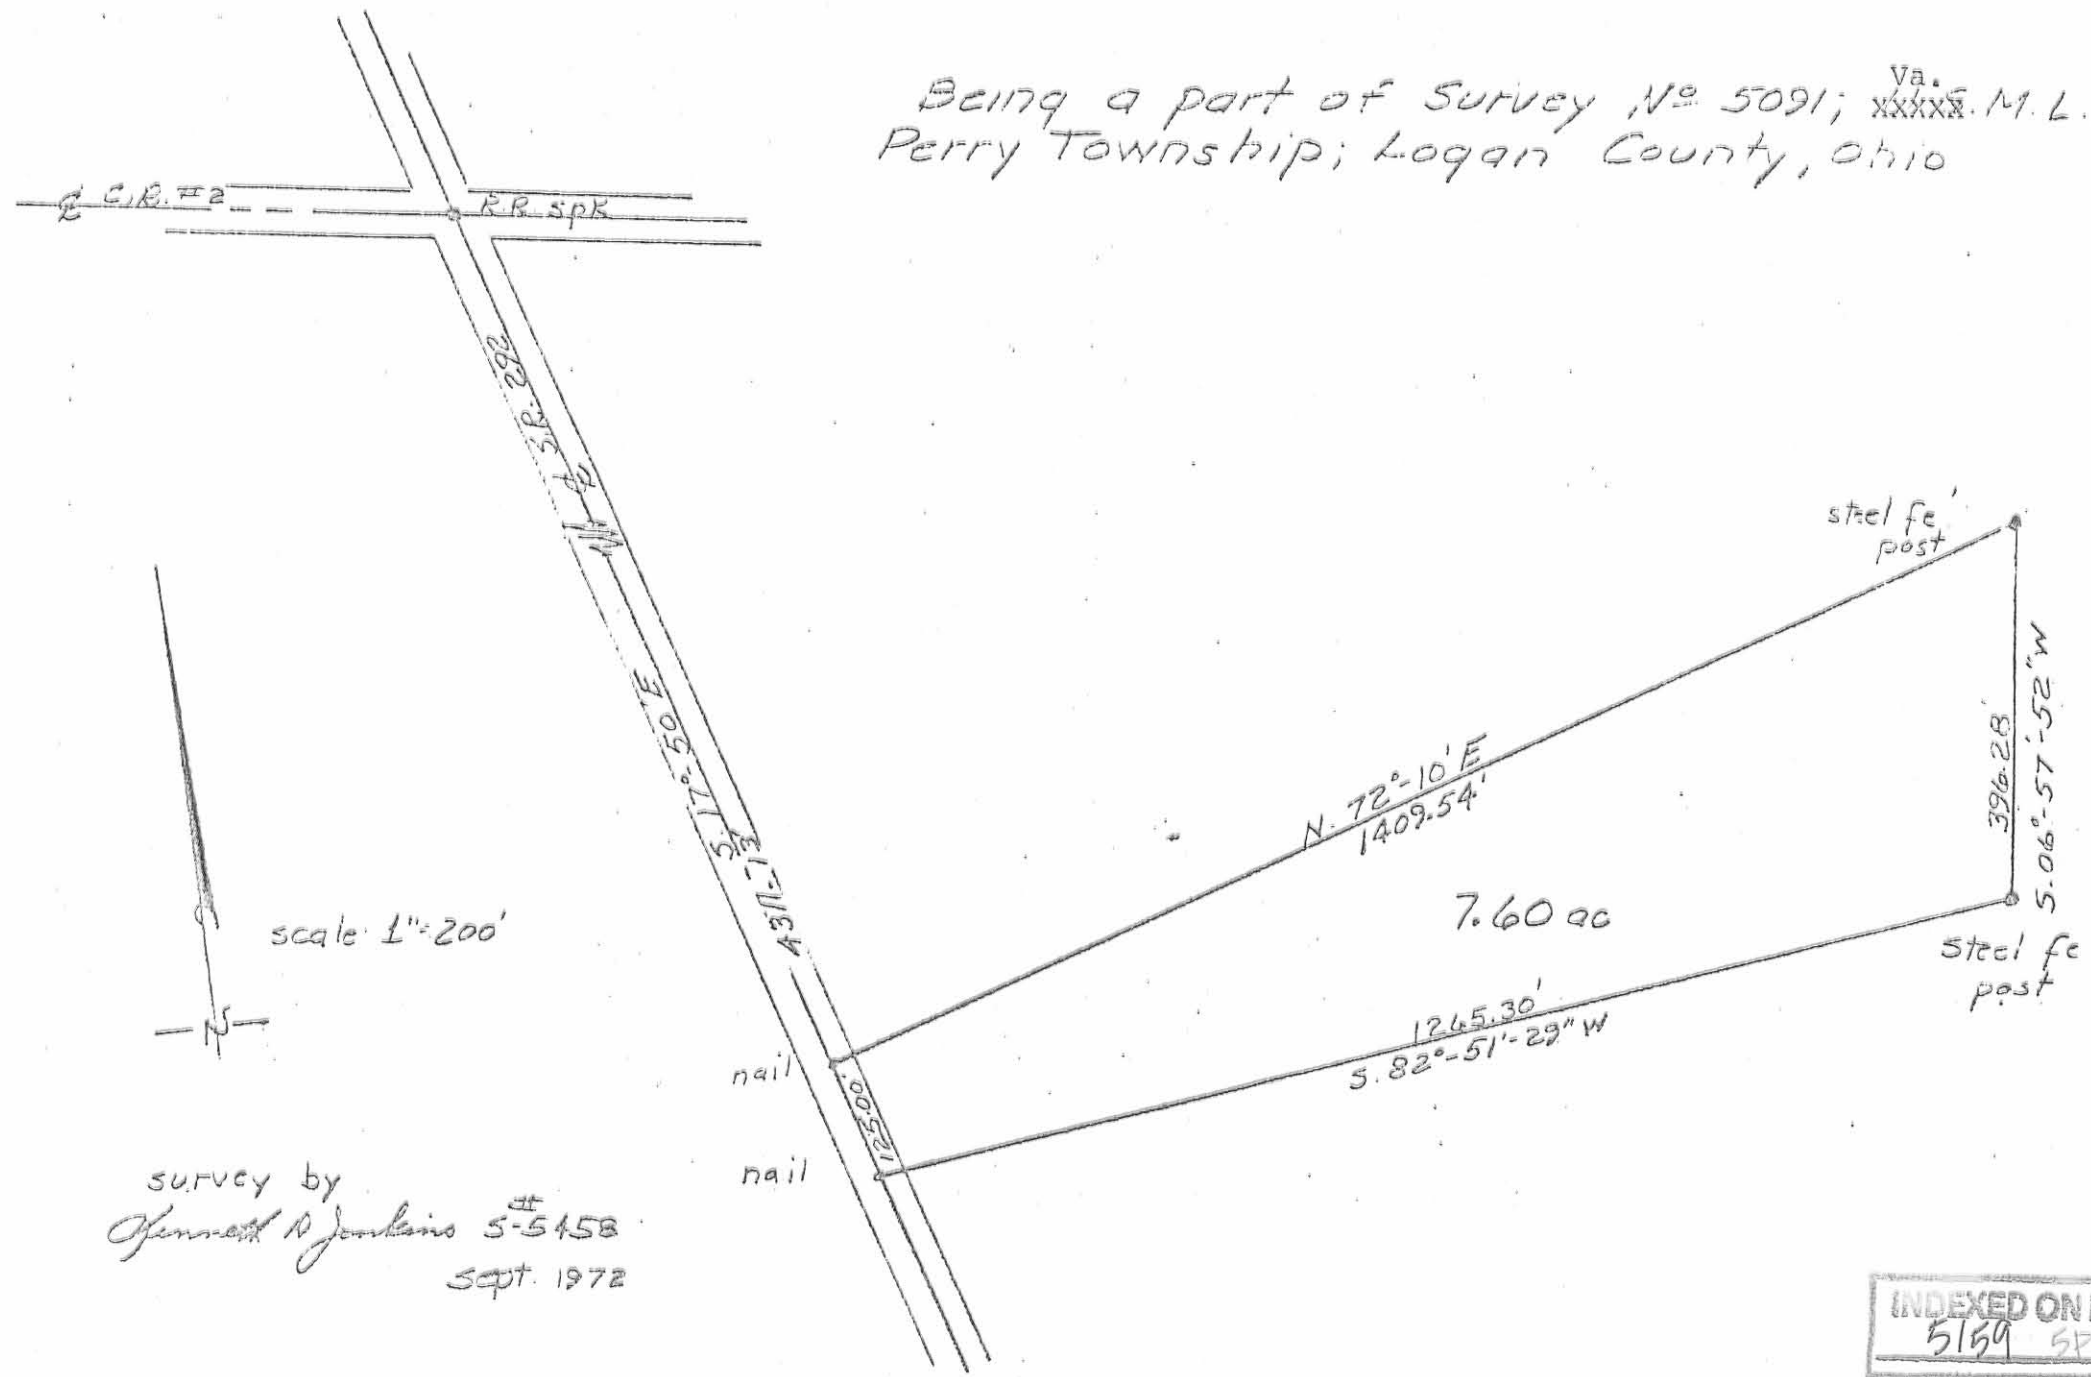 Being a part of Survey Nº 5091; Va. M.L.
Perry Township; Logan County, Ohio
℄ C.R. #2
R.R. spk
℄ S.R. 292
S. 17°-50' E
4311.73'
steel fe
post
N. 72°-10' E
1409.54'
396.28'
S. 06°-57'-52" W
7.60 ac
steel fe
post
1245.30'
S. 82°-51'-29" W
scale 1"=200'
N
nail
125.00'
nail
survey by
Kenneth D Jenkins # S-5458
Sept. 1972
INDEXED ON
5159